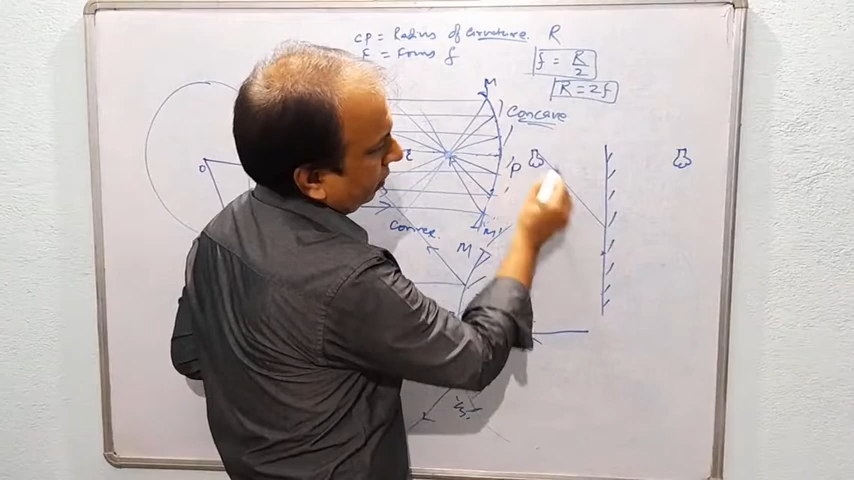 CP = Radius of Curvature R
F = Focus f
f = R/2
R = 2f
M
Concave
F
P
M'
Convex
M